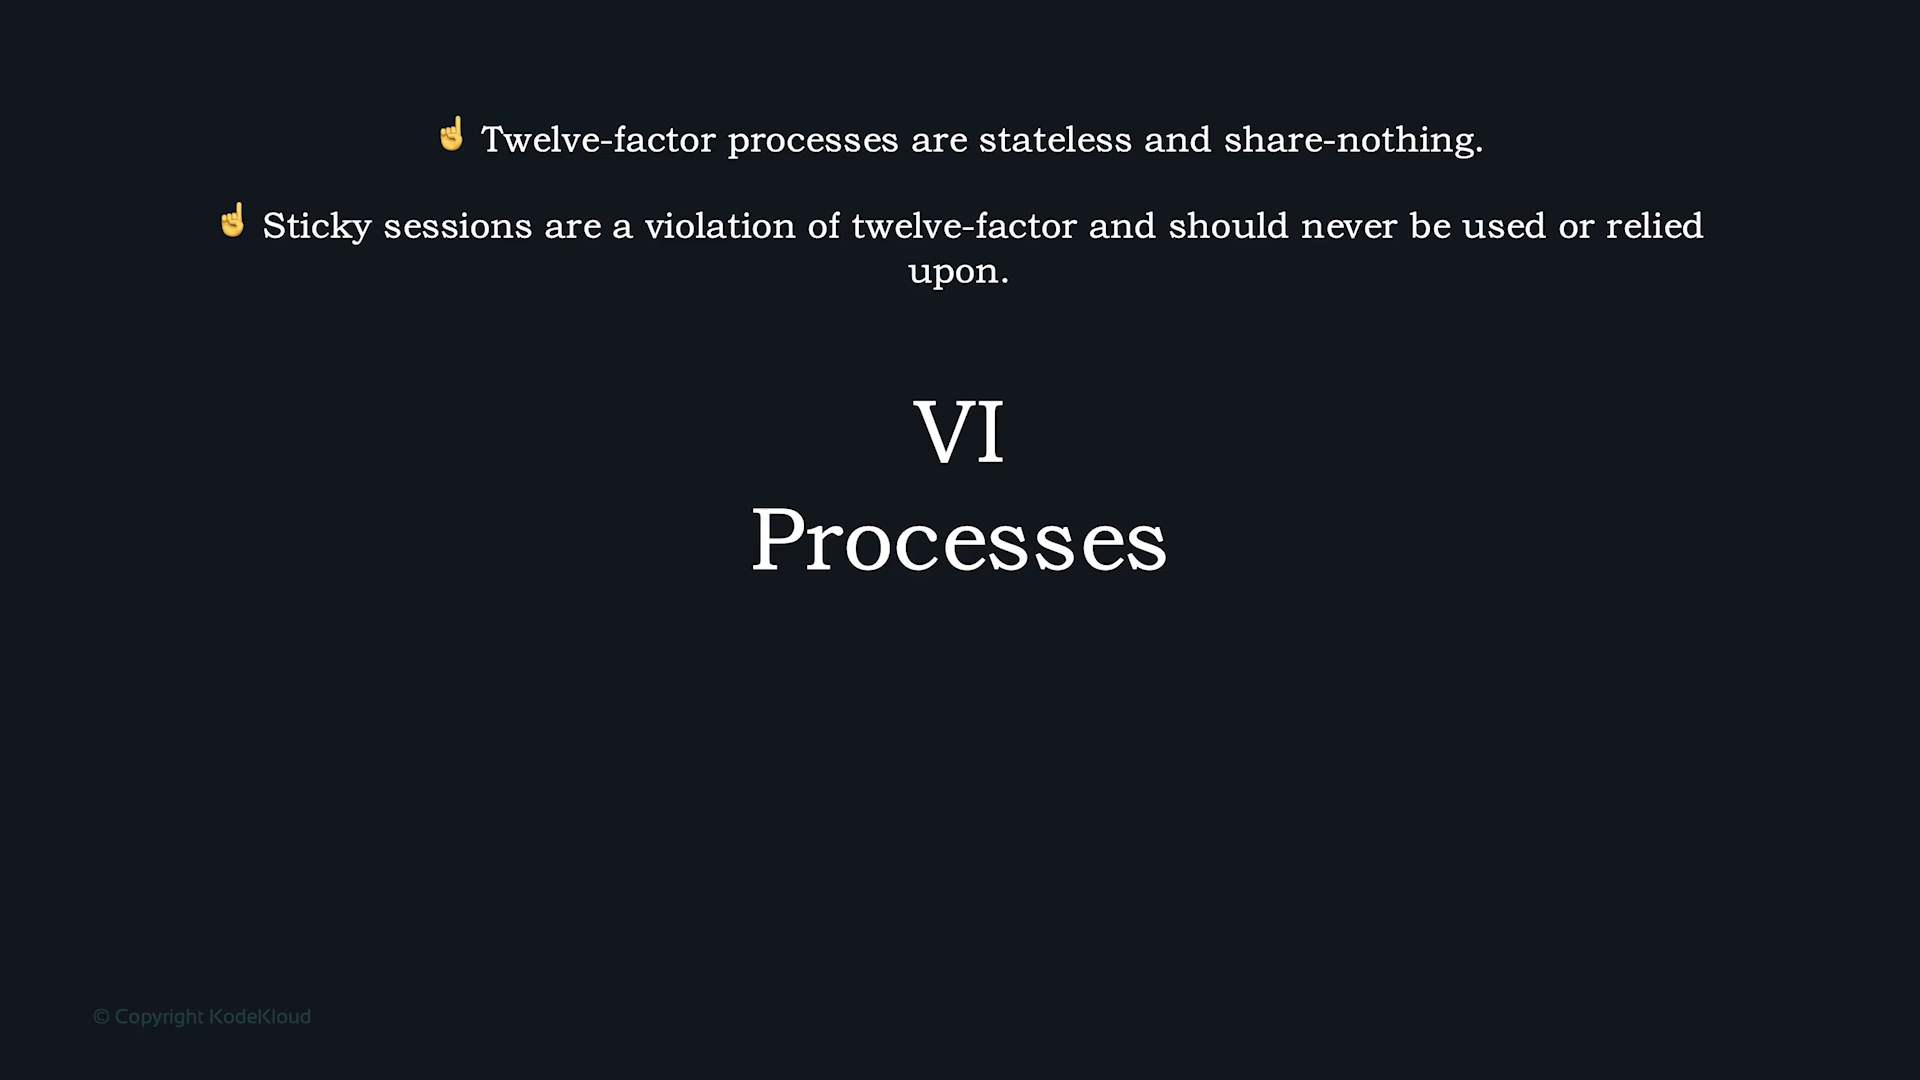 ☝ Twelve-factor processes are stateless and share-nothing.
☝ Sticky sessions are a violation of twelve-factor and should never be used or relied
upon.
VI
Processes
© Copyright KodeKloud